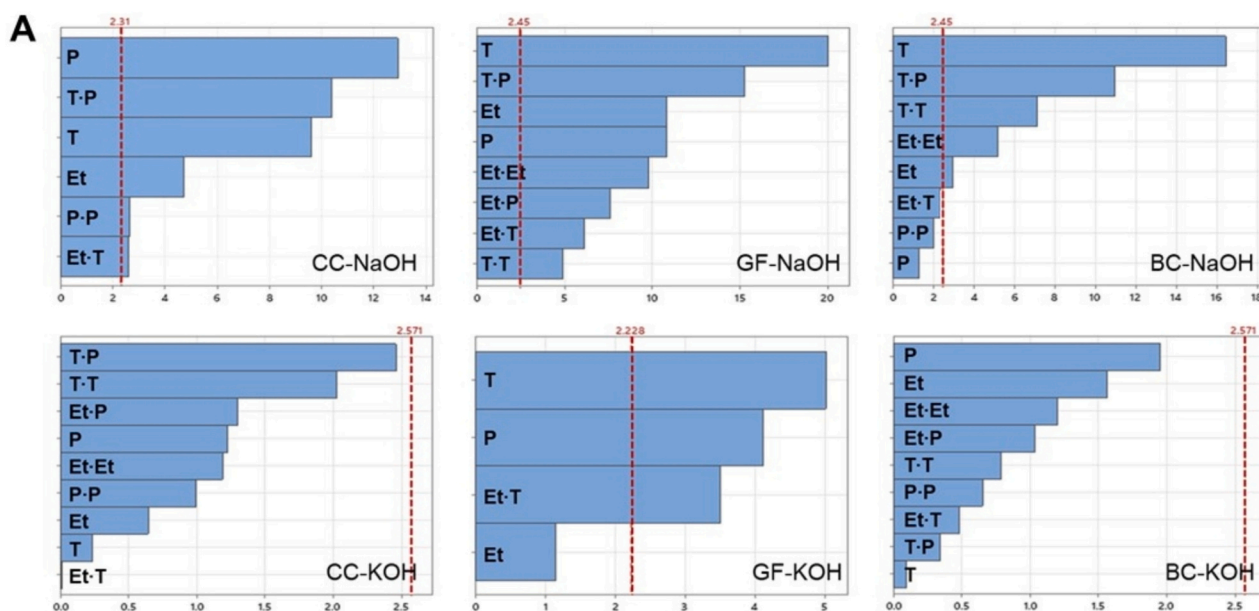 A
2.31
P
T·P
T
Et
P·P
Et·T
CC-NaOH
0 2 4 6 8 10 12 14
2.45
T
T·P
Et
P
Et·Et
Et·P
Et·T
T·T
GF-NaOH
0 5 10 15 20
2.45
T
T·P
T·T
Et·Et
Et
Et·T
P·P
P
BC-NaOH
0 2 4 6 8 10 12 14 16 18
2.571
T·P
T·T
Et·P
P
Et·Et
P·P
Et
T
Et·T
CC-KOH
0.0 0.5 1.0 1.5 2.0 2.5
2.228
T
P
Et·T
Et
GF-KOH
0 1 2 3 4 5
2.571
P
Et
Et·Et
Et·P
T·T
P·P
Et·T
T·P
T
BC-KOH
0.0 0.5 1.0 1.5 2.0 2.5